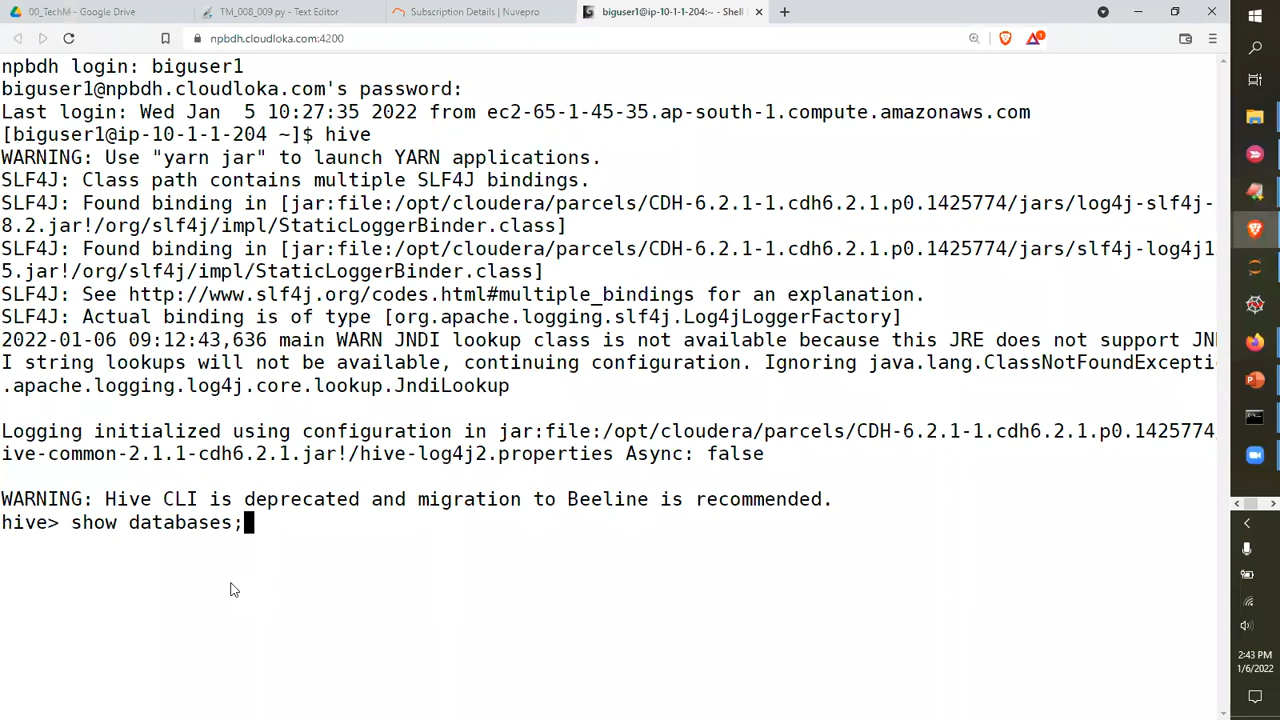 00_TechM - Google Drive
TM_008_009.py - Text Editor
Subscription Details | Nuvepro
biguser1@ip-10-1-1-204:~ - Shell
npbdh.cloudloka.com:4200
npbdh login: biguser1
biguser1@npbdh.cloudloka.com's password:
Last login: Wed Jan  5 10:27:35 2022 from ec2-65-1-45-35.ap-south-1.compute.amazonaws.com
[biguser1@ip-10-1-1-204 ~]$ hive
WARNING: Use "yarn jar" to launch YARN applications.
SLF4J: Class path contains multiple SLF4J bindings.
SLF4J: Found binding in [jar:file:/opt/cloudera/parcels/CDH-6.2.1-1.cdh6.2.1.p0.1425774/jars/log4j-slf4j-
8.2.jar!/org/slf4j/impl/StaticLoggerBinder.class]
SLF4J: Found binding in [jar:file:/opt/cloudera/parcels/CDH-6.2.1-1.cdh6.2.1.p0.1425774/jars/slf4j-log4j1
5.jar!/org/slf4j/impl/StaticLoggerBinder.class]
SLF4J: See http://www.slf4j.org/codes.html#multiple_bindings for an explanation.
SLF4J: Actual binding is of type [org.apache.logging.slf4j.Log4jLoggerFactory]
2022-01-06 09:12:43,636 main WARN JNDI lookup class is not available because this JRE does not support JN
I string lookups will not be available, continuing configuration. Ignoring java.lang.ClassNotFoundExcepti
.apache.logging.log4j.core.lookup.JndiLookup
Logging initialized using configuration in jar:file:/opt/cloudera/parcels/CDH-6.2.1-1.cdh6.2.1.p0.1425774
ive-common-2.1.1-cdh6.2.1.jar!/hive-log4j2.properties Async: false
WARNING: Hive CLI is deprecated and migration to Beeline is recommended.
hive> show databases;
2:43 PM
1/6/2022